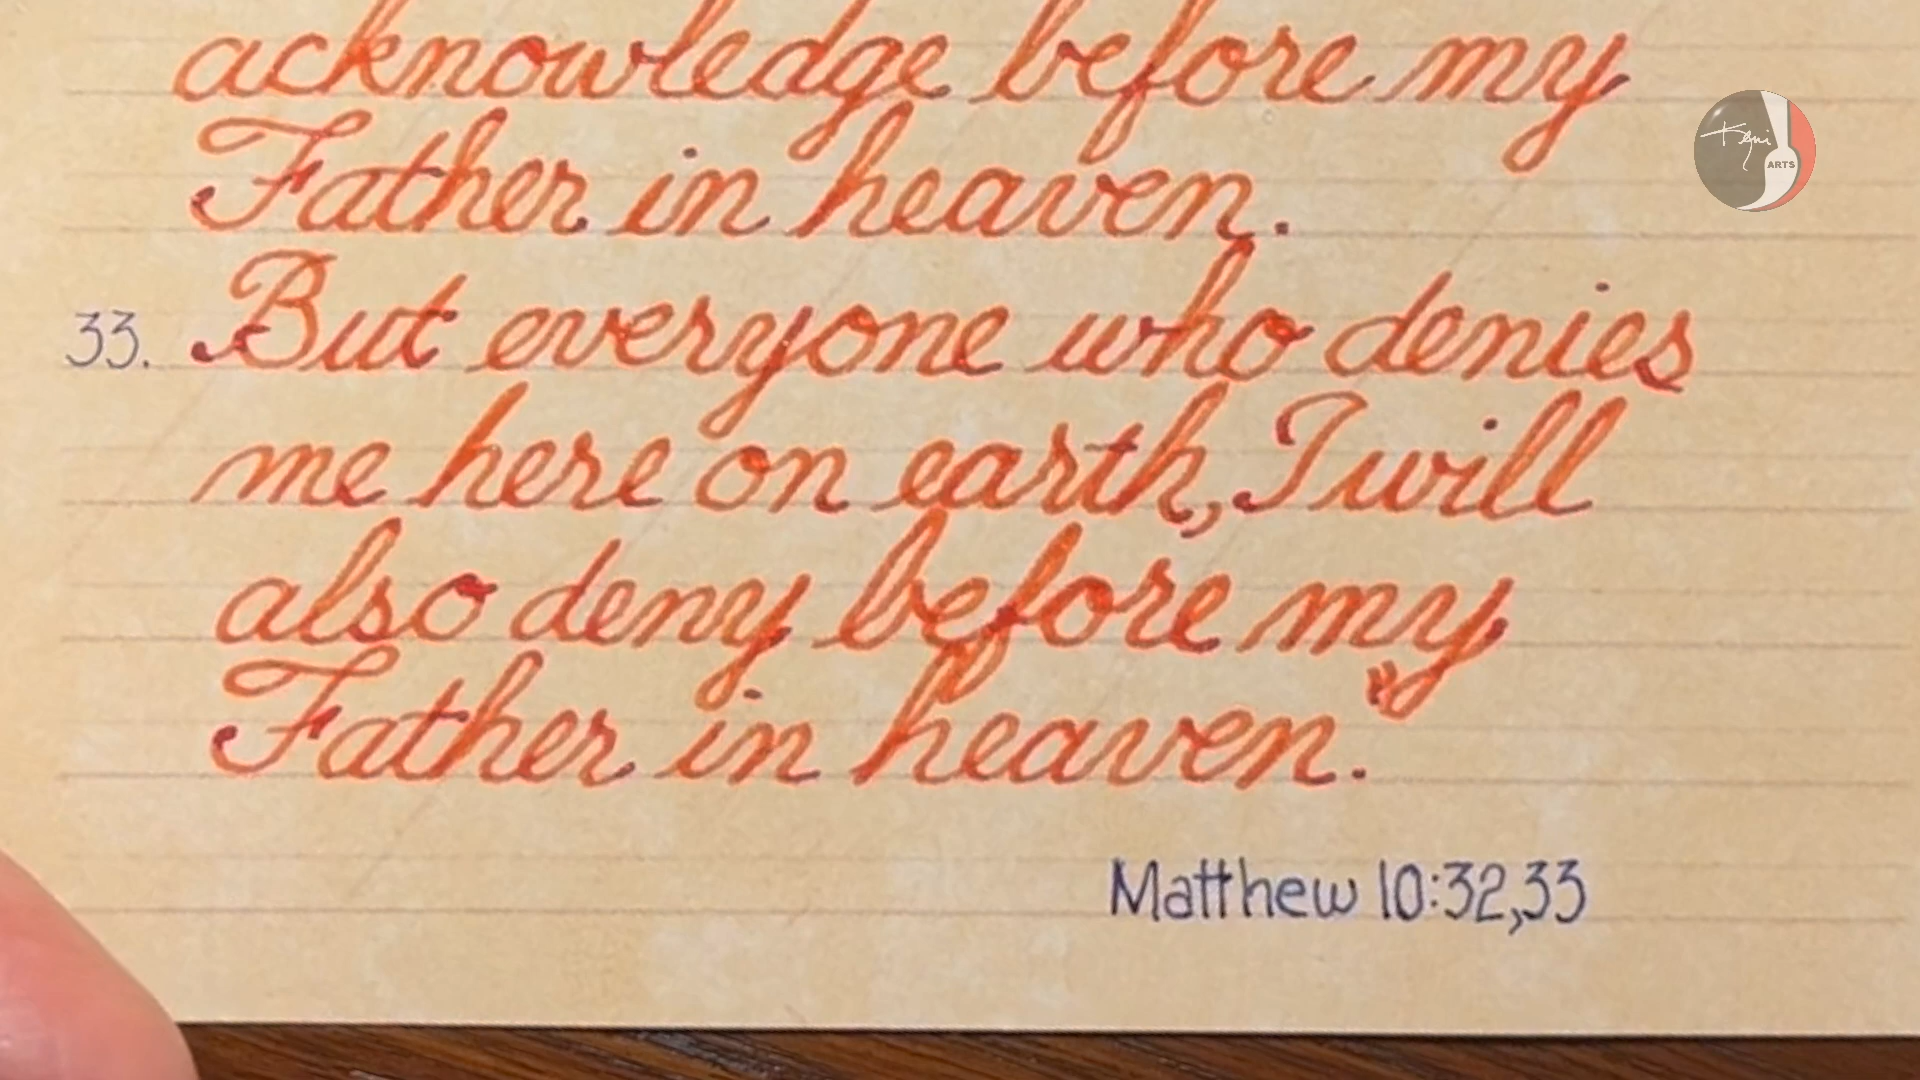 acknowledge before my
Father in heaven.
33. But everyone who denies
me here on earth, I will
also deny before my
Father in heaven."
Matthew 10:32,33
ARTS